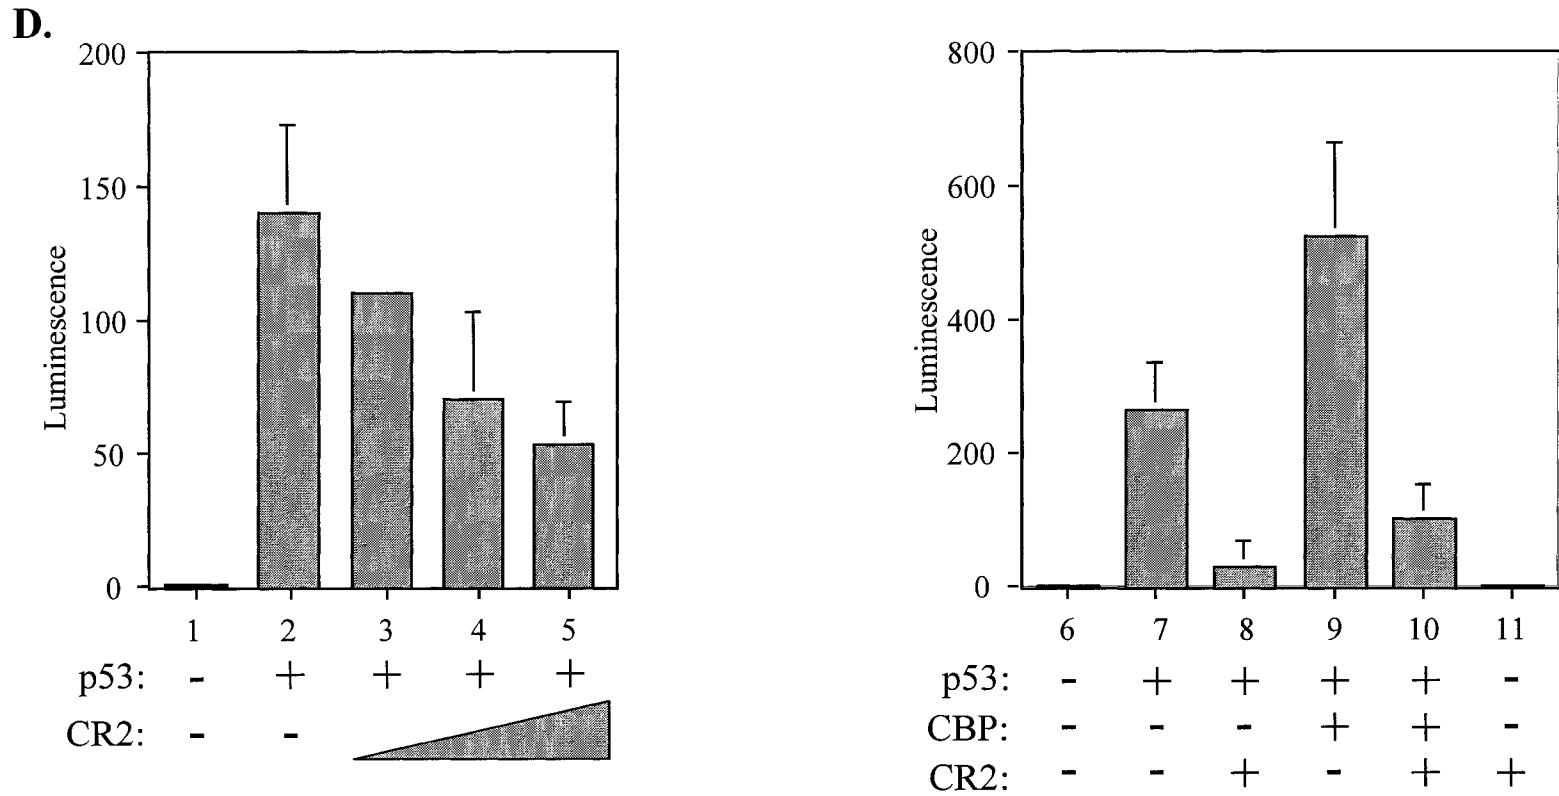 D.
200
150
100
50
0
Luminescence
1 2 3 4 5
p53: - + + + +
CR2: - -
800
600
400
200
0
Luminescence
6 7 8 9 10 11
p53: - + + + + -
CBP: - - - + + -
CR2: - - + - + +